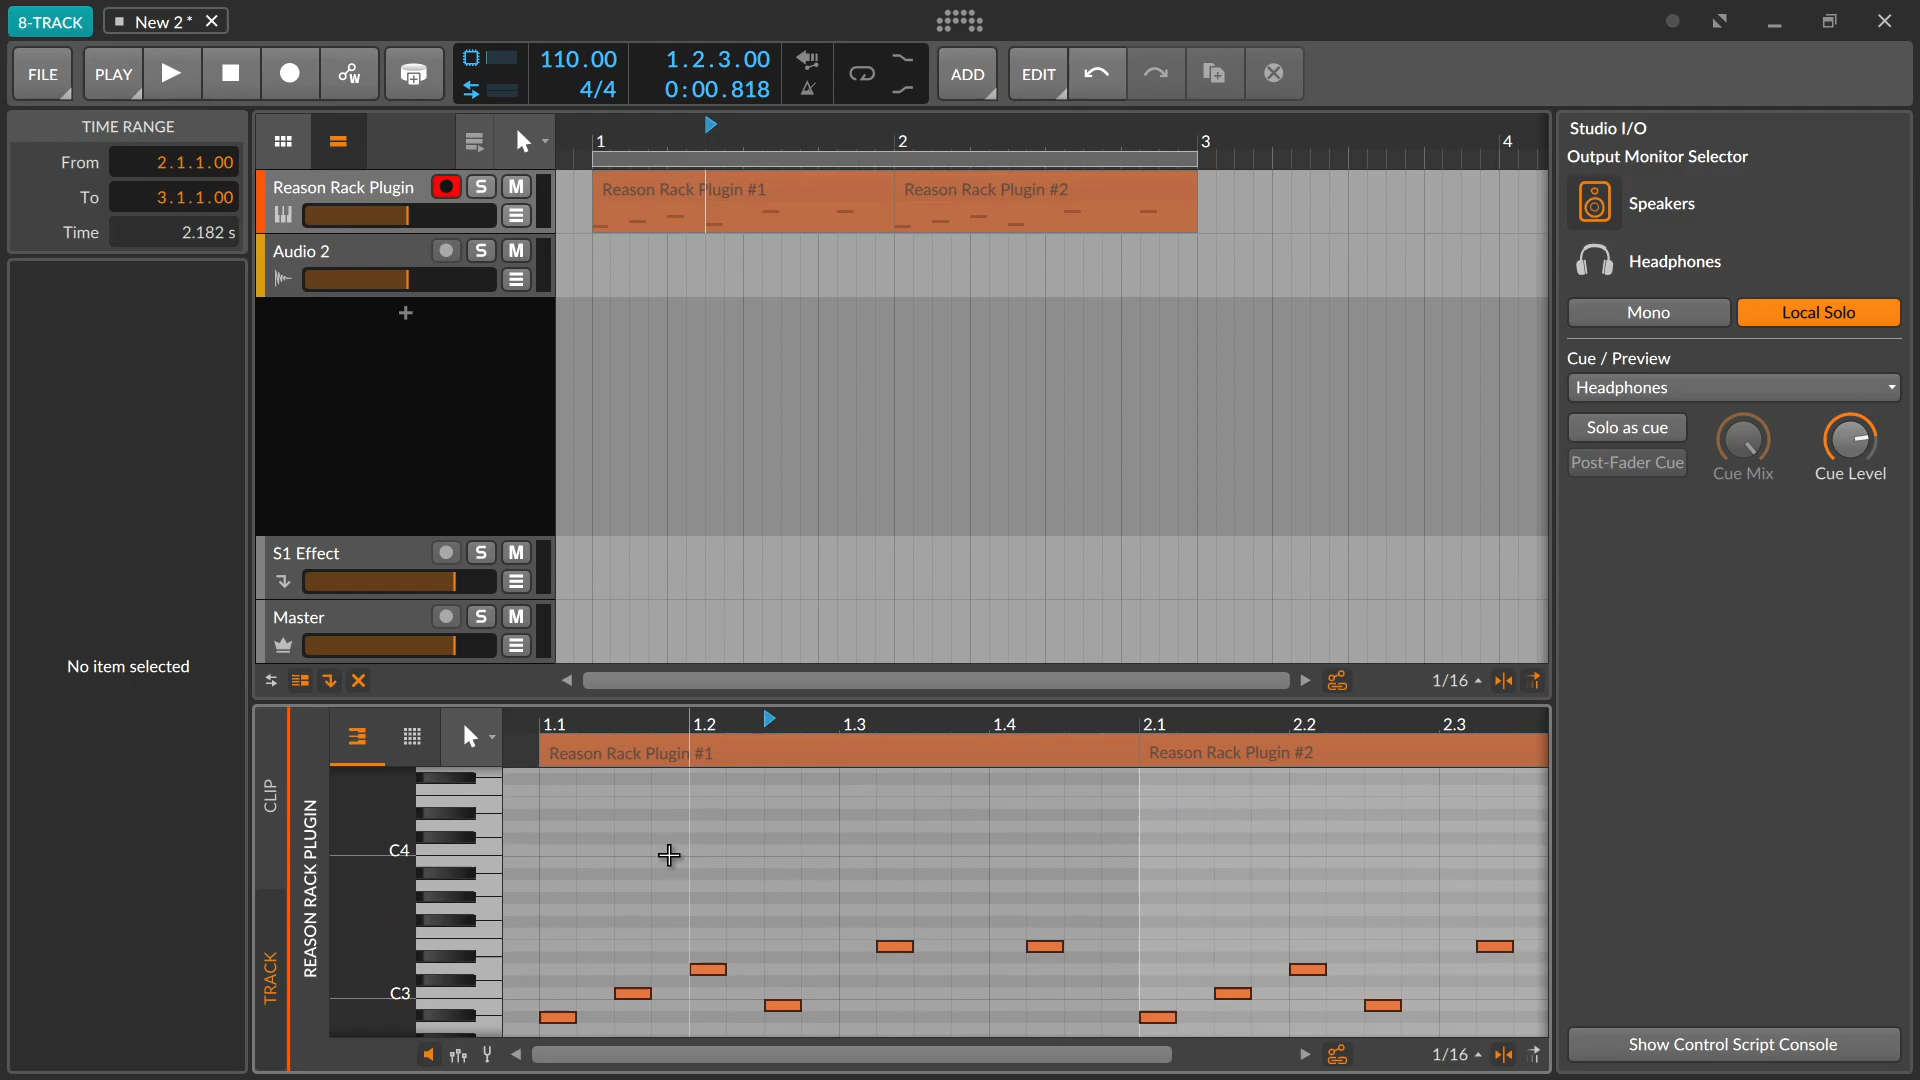 8-TRACK
New 2 *
FILE
PLAY
W
110.00
4/4
1.2.3.00
0:00.818
ADD
EDIT
TIME RANGE
From 2.1.1.00
To 3.1.1.00
Time 2.182 s
No item selected
1 2 3 4
Reason Rack Plugin S M
Reason Rack Plugin #1
Reason Rack Plugin #2
Audio 2 S M
+
S1 Effect S M
Master S M
1/16
CLIP
TRACK
REASON RACK PLUGIN
1.1 1.2 1.3 1.4 2.1 2.2 2.3
Reason Rack Plugin #1
Reason Rack Plugin #2
C4
C3
1/16
Studio I/O
Output Monitor Selector
Speakers
Headphones
Mono
Local Solo
Cue / Preview
Headphones
Solo as cue
Post-Fader Cue
Cue Mix
Cue Level
Show Control Script Console